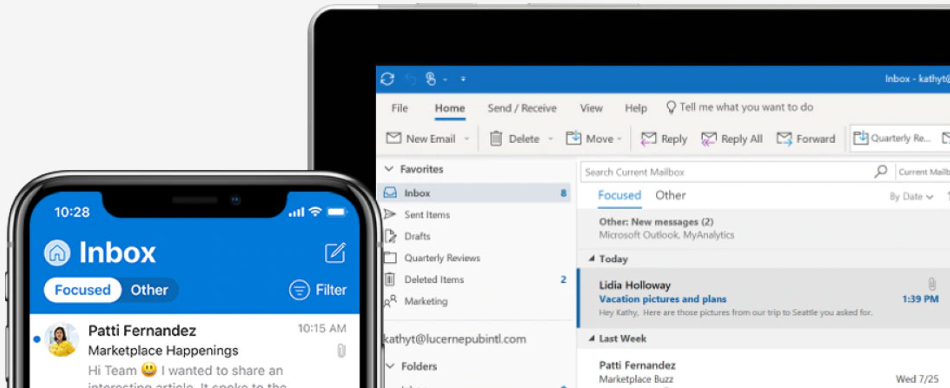 Inbox - kathyt@
File Home Send / Receive View Help Tell me what you want to do
New Email Delete Move Reply Reply All Forward Quarterly Re...
Favorites
Inbox 8
Sent Items
Drafts
Quarterly Reviews
Deleted Items 2
Marketing
kathyt@lucernepubintl.com
Folders
Search Current Mailbox Current Mailb
Focused Other By Date
Other: New messages (2)
Microsoft Outlook, MyAnalytics
Today
Lidia Holloway
Vacation pictures and plans 1:39 PM
Hey Kathy, Here are those pictures from our trip to Seattle you asked for.
Last Week
Patti Fernandez
Marketplace Buzz Wed 7/25
10:28
Inbox
Focused Other Filter
Patti Fernandez 10:15 AM
Marketplace Happenings
Hi Team 😃 I wanted to share an
interesting article. It spoke to the